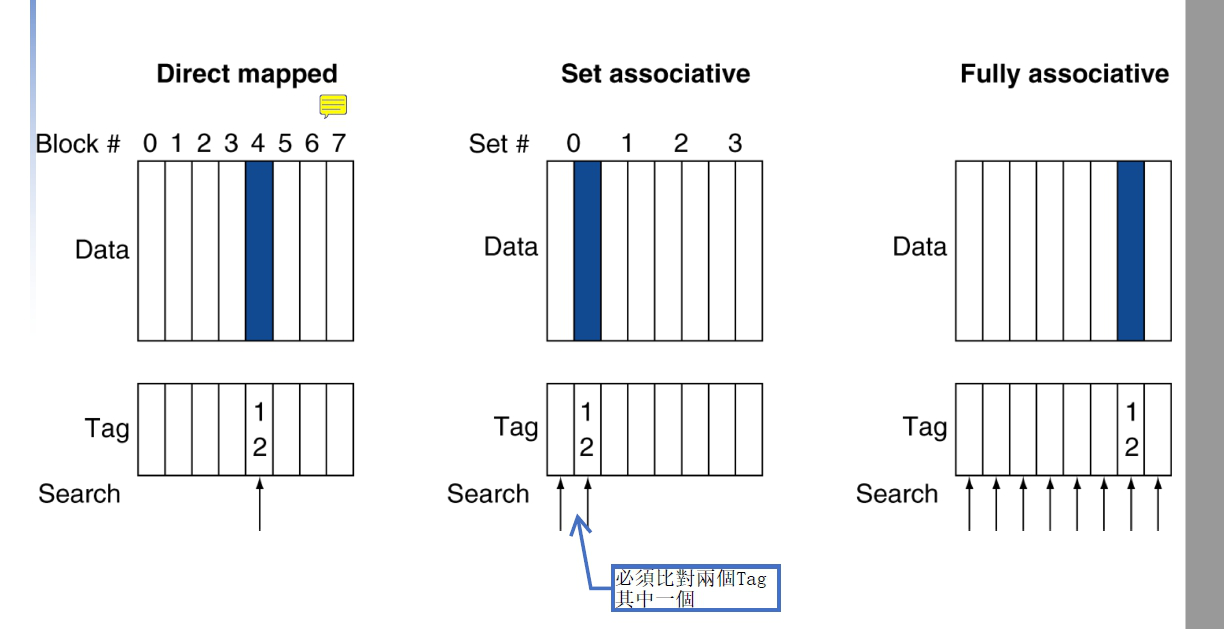 Direct mapped
Block # 0 1 2 3 4 5 6 7
Data
Tag
1
2
Search
Set associative
Set # 0 1 2 3
Data
Tag
1
2
Search
必須比對兩個Tag
其中一個
Fully associative
Data
Tag
1
2
Search